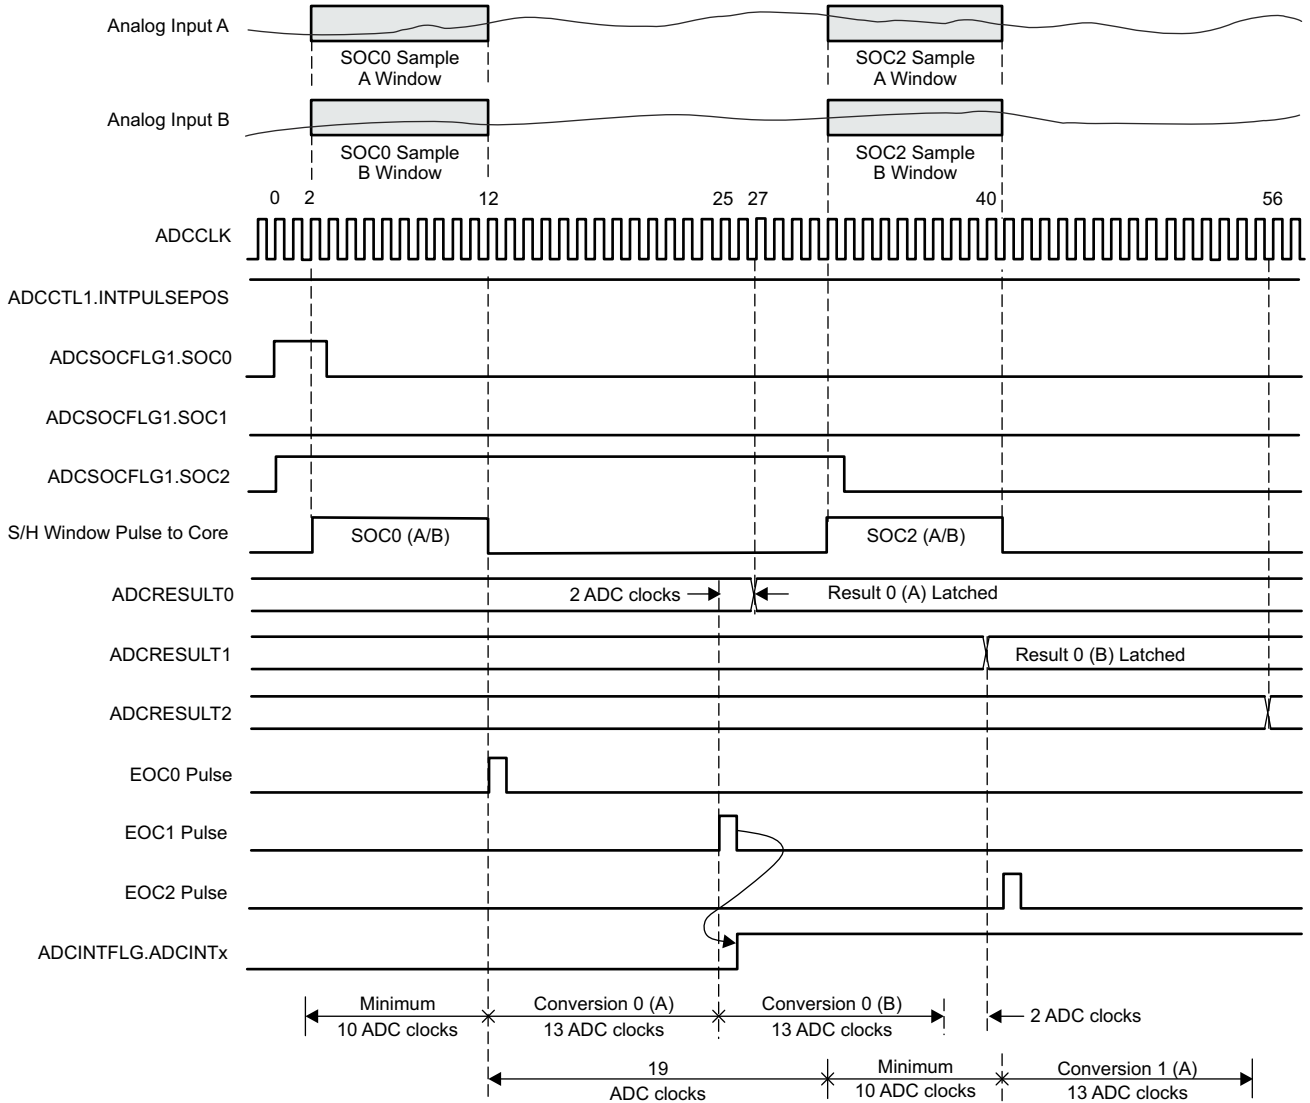 Analog Input A
SOC0 Sample
A Window
SOC2 Sample
A Window
Analog Input B
SOC0 Sample
B Window
SOC2 Sample
B Window
0 2 12 25 27 40 56
ADCCLK
ADCCTL1.INTPULSEPOS
ADCSOCFLG1.SOC0
ADCSOCFLG1.SOC1
ADCSOCFLG1.SOC2
S/H Window Pulse to Core
SOC0 (A/B)
SOC2 (A/B)
ADCRESULT0
2 ADC clocks
Result 0 (A) Latched
ADCRESULT1
Result 0 (B) Latched
ADCRESULT2
EOC0 Pulse
EOC1 Pulse
EOC2 Pulse
ADCINTFLG.ADCINTx
Minimum
10 ADC clocks
Conversion 0 (A)
13 ADC clocks
Conversion 0 (B)
13 ADC clocks
2 ADC clocks
19
ADC clocks
Minimum
10 ADC clocks
Conversion 1 (A)
13 ADC clocks